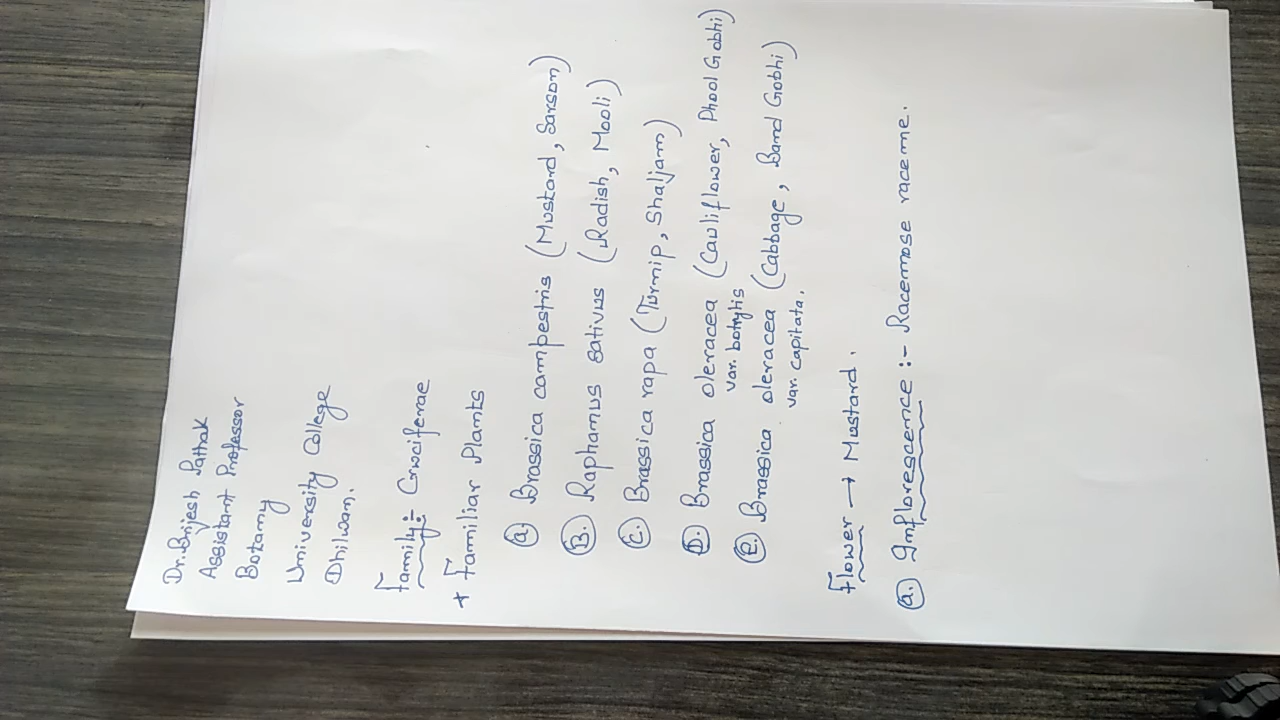 Dr. Brijesh Pathak
Assistant Professor
Botany
University College
Dhilwan.
Family:- Cruciferae
+ Familiar Plants
(a) Brassica campestris (Mustard, Sarson)
(B.) Raphanus sativus (Radish, Mooli)
(C.) Brassica rapa (Turnip, Shaljam)
(D.) Brassica oleracea (Cauliflower, Phool Gobhi)
var. botrytis
(E.) Brassica oleracea (Cabbage, Band Gobhi)
var. capitata.
Flower → Mustard.
(a.) Inflorescence :- Racemose raceme.